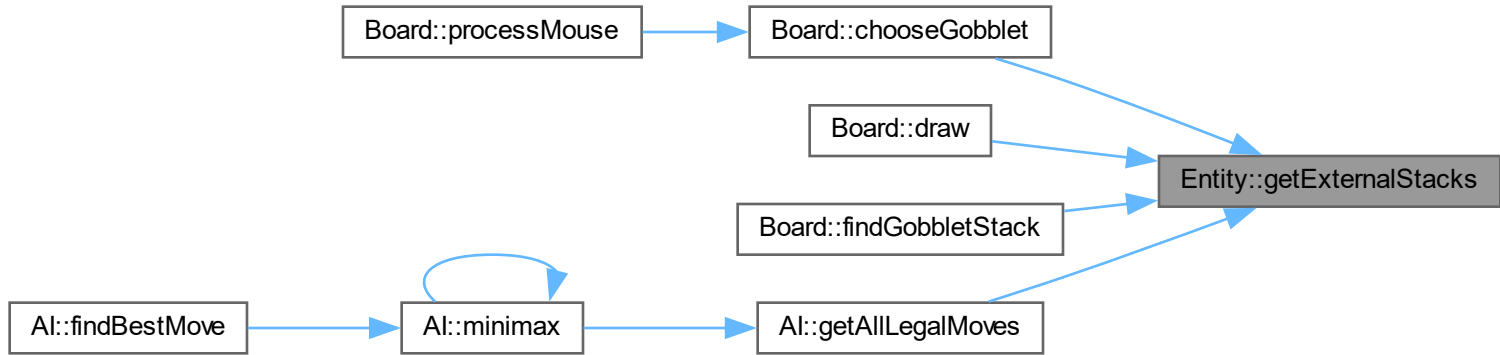 Board::processMouse
Board::chooseGobblet
Board::draw
Entity::getExternalStacks
Board::findGobbletStack
AI::findBestMove
AI::minimax
AI::getAllLegalMoves